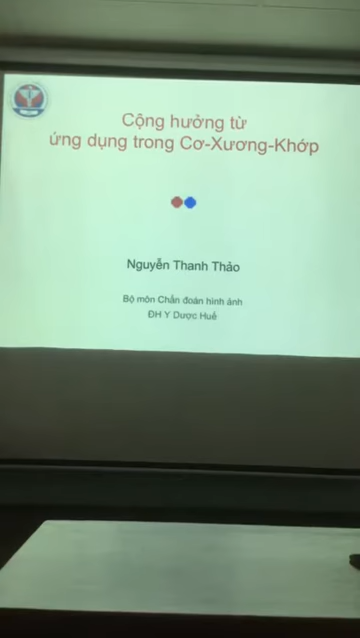 Cộng hưởng từ
ứng dụng trong Cơ-Xương-Khớp
Nguyễn Thanh Thảo
Bộ môn Chẩn đoán hình ảnh
ĐH Y Dược Huế